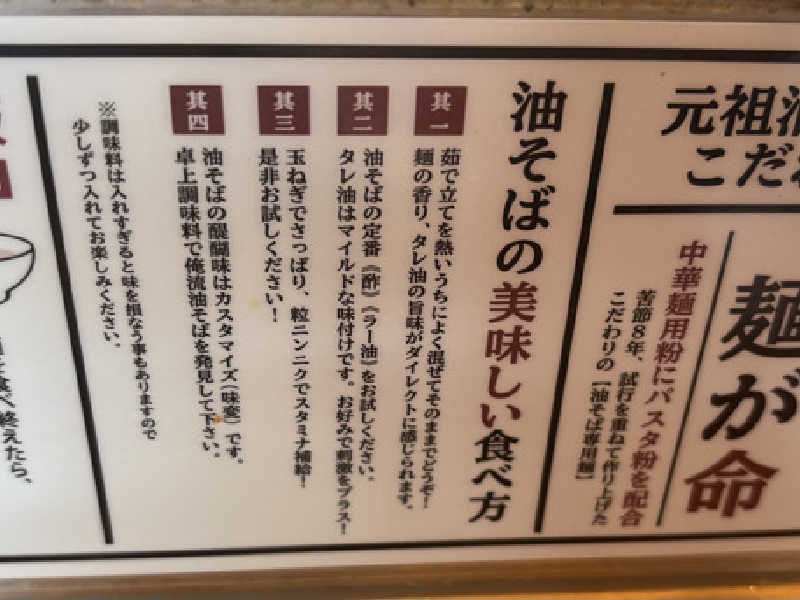 元祖油
こだわ
麺が命
中華麺用粉にパスタ粉を配合
苦節8年、試行を重ねて作り上げた
こだわりの【油そば専用麺】
油そばの美味しい食べ方
其一
茹で立てを熱いうちによく混ぜてそのままでどうぞ!
麺の香り、タレ油の旨味がダイレクトに感じられます。
其二
油そばの定番《酢》《ラー油》をお試しください。
タレ油はマイルドな味付けです。お好みで刺激をプラス!
其三
玉ねぎでさっぱり、粒ニンニクでスタミナ補給!
是非お試しください!
其四
油そばの醍醐味はカスタマイズ(味変)です。
卓上調味料で俺流油そばを発見して下さい。
※調味料は入れすぎると味を損なう事もありますので
少しずつ入れてお楽しみください。
食べ終えたら、